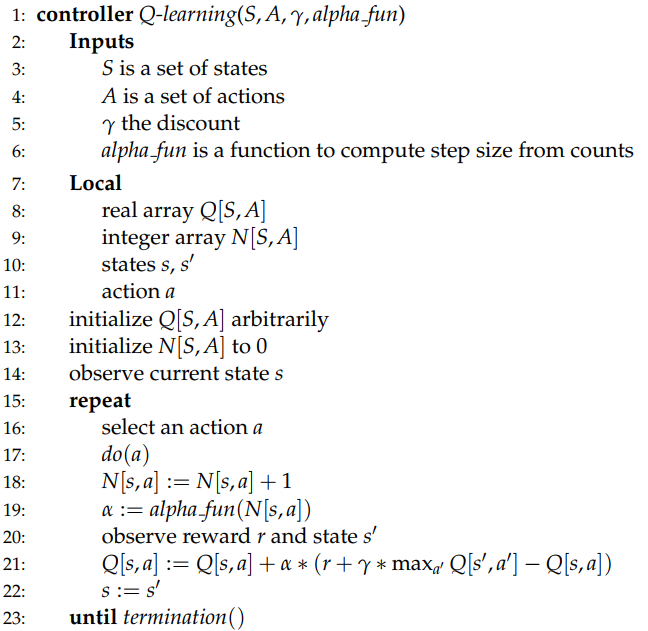 1: controller Q-learning(S, A, γ, alpha_fun)
2: Inputs
3: S is a set of states
4: A is a set of actions
5: γ the discount
6: alpha_fun is a function to compute step size from counts
7: Local
8: real array Q[S, A]
9: integer array N[S, A]
10: states s, s′
11: action a
12: initialize Q[S, A] arbitrarily
13: initialize N[S, A] to 0
14: observe current state s
15: repeat
16: select an action a
17: do(a)
18: N[s, a] := N[s, a] + 1
19: α := alpha_fun(N[s, a])
20: observe reward r and state s′
21: Q[s, a] := Q[s, a] + α ∗ (r + γ ∗ maxₐ′ Q[s′, a′] − Q[s, a])
22: s := s′
23: until termination()